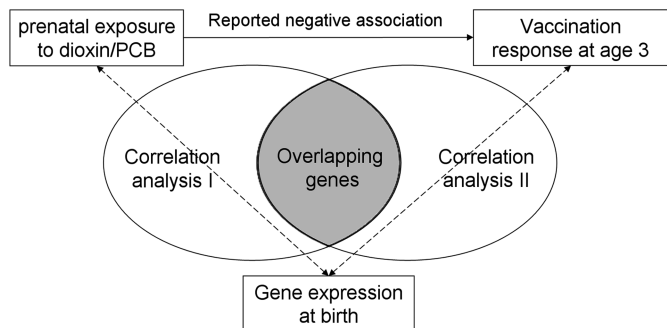 prenatal exposure
to dioxin/PCB
Reported negative association
Vaccination
response at age 3
Correlation
analysis I
Overlapping
genes
Correlation
analysis II
Gene expression
at birth